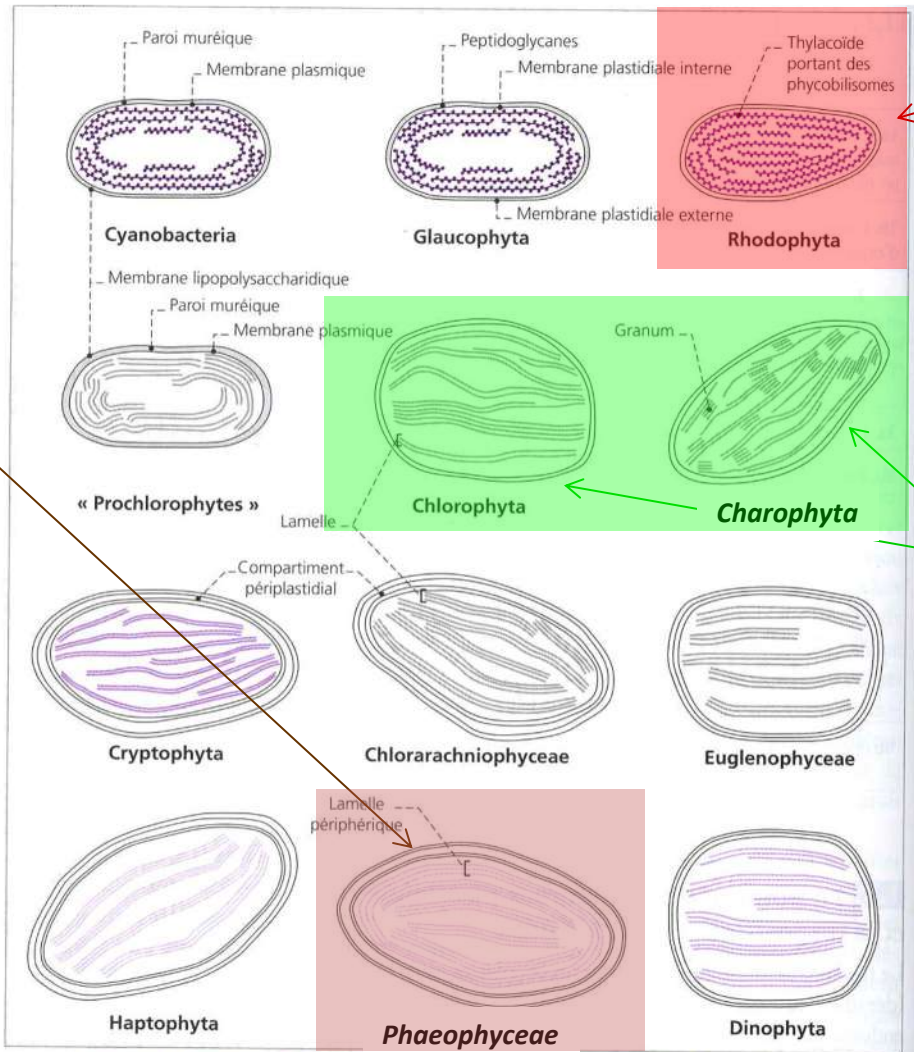 Paroi muréique
Membrane plasmique
Peptidoglycanes
Membrane plastidiale interne
Thylacoïde
portant des
phycobilisomes
Cyanobacteria
Glaucophyta
Membrane plastidiale externe
Rhodophyta
Membrane lipopolysaccharidique
Paroi muréique
Membrane plasmique
Granum
« Prochlorophytes »
Chlorophyta
Charophyta
Lamelle
Compartiment
périplastidial
Cryptophyta
Chlorarachniophyceae
Euglenophyceae
Lamelle
périphérique
Haptophyta
Phaeophyceae
Dinophyta